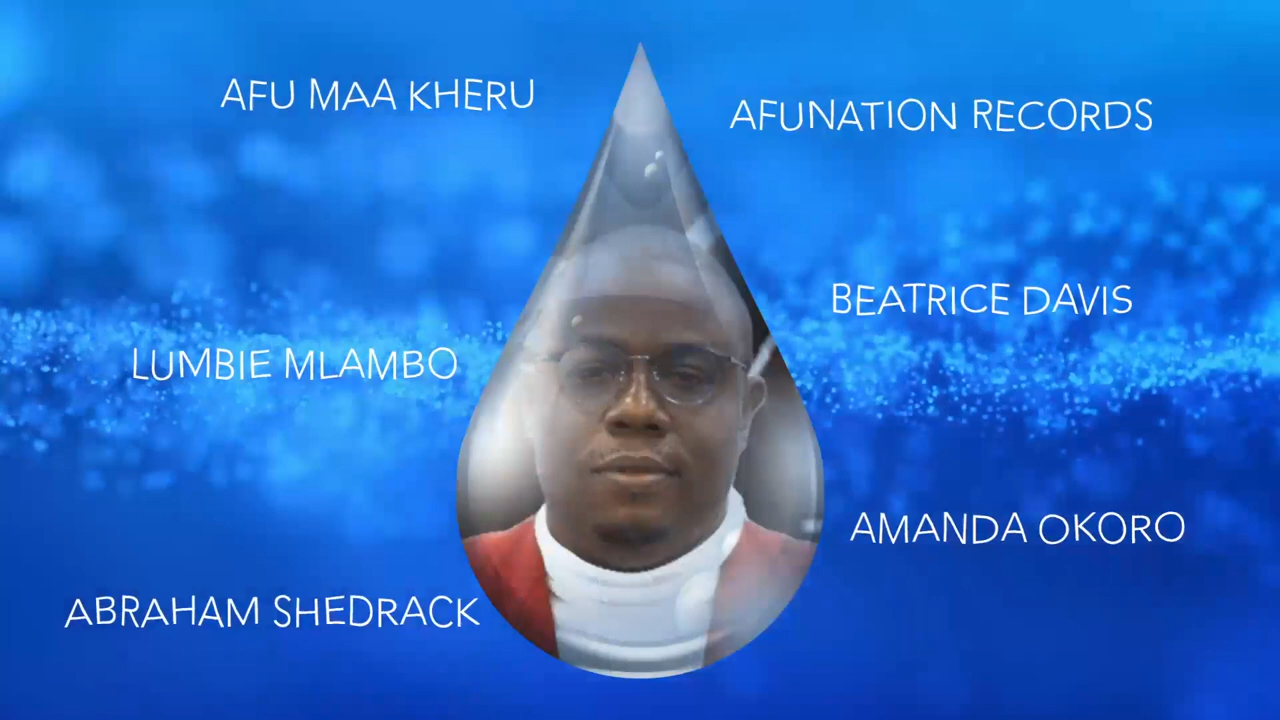 AFU MAA KHERU
AFUNATION RECORDS
BEATRICE DAVIS
LUMBIE MLAMBO
AMANDA OKORO
ABRAHAM SHEDRACK